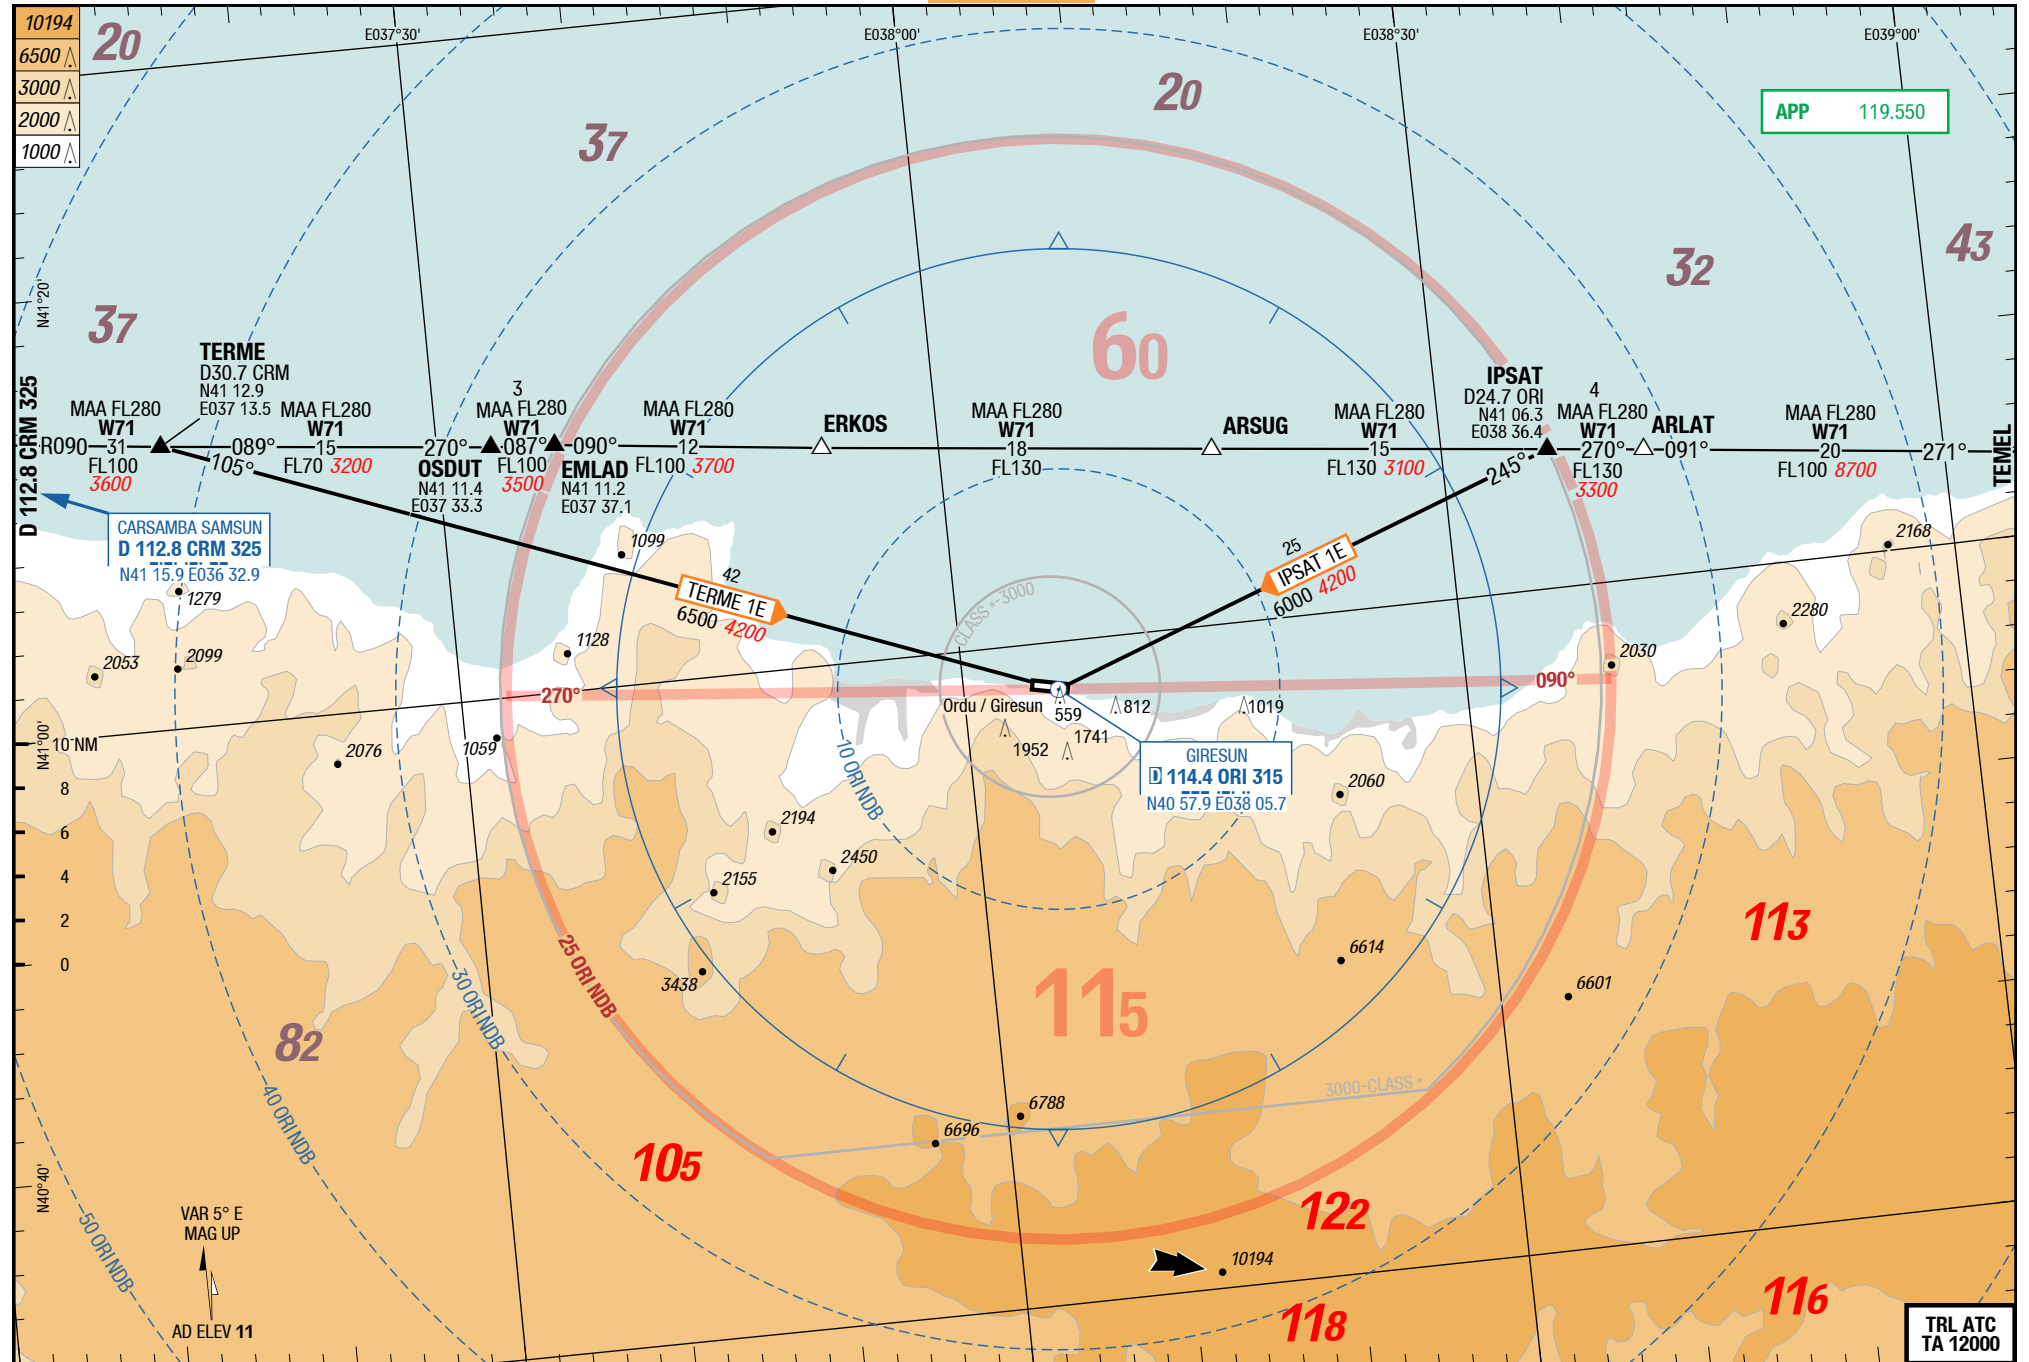 10194
6500
3000
2000
1000
E037°30'
E038°00'
E038°30'
E039°00'
20
20
37
APP 119.550
32
43
37
60
N41°20'
TERME
D30.7 CRM
N41 12.9
E037 13.5
D 112.8 CRM 325
R090
MAA FL280
W71
31
FL100
3600
089°
105°
MAA FL280
W71
15
FL70 3200
270°
OSDUT
N41 11.4
E037 33.3
3
MAA FL280
W71
087°
FL100
3500
090°
EMLAD
N41 11.2
E037 37.1
MAA FL280
W71
12
FL100 3700
ERKOS
MAA FL280
W71
18
FL130
ARSUG
MAA FL280
W71
15
FL130 3100
IPSAT
D24.7 ORI
N41 06.3
E038 36.4
245°
4
MAA FL280
W71
270°
FL130
3300
ARLAT
091°
MAA FL280
W71
20
FL100 8700
271°
TEMEL
CARSAMBA SAMSUN
D 112.8 CRM 325
N41 15.9 E036 32.9
1279
1099
2168
42
TERME 1E
6500 4200
25
IPSAT 1E
6000 4200
CLASS *-3000
2280
2053
2099
1128
2030
270°
090°
Ordu / Giresun
559
812
1019
1952
1741
N41°00'
10 NM
8
6
4
2
0
2076
1059
GIRESUN
D 114.4 ORI 315
N40 57.9 E038 05.7
10 ORI NDB
2060
2194
2450
2155
3438
6614
6601
113
115
25 ORI NDB
30 ORI NDB
82
40 ORI NDB
3000-CLASS *
6788
6696
105
122
N40°40'
50 ORI NDB
VAR 5° E
MAG UP
AD ELEV 11
10194
118
116
TRL ATC
TA 12000